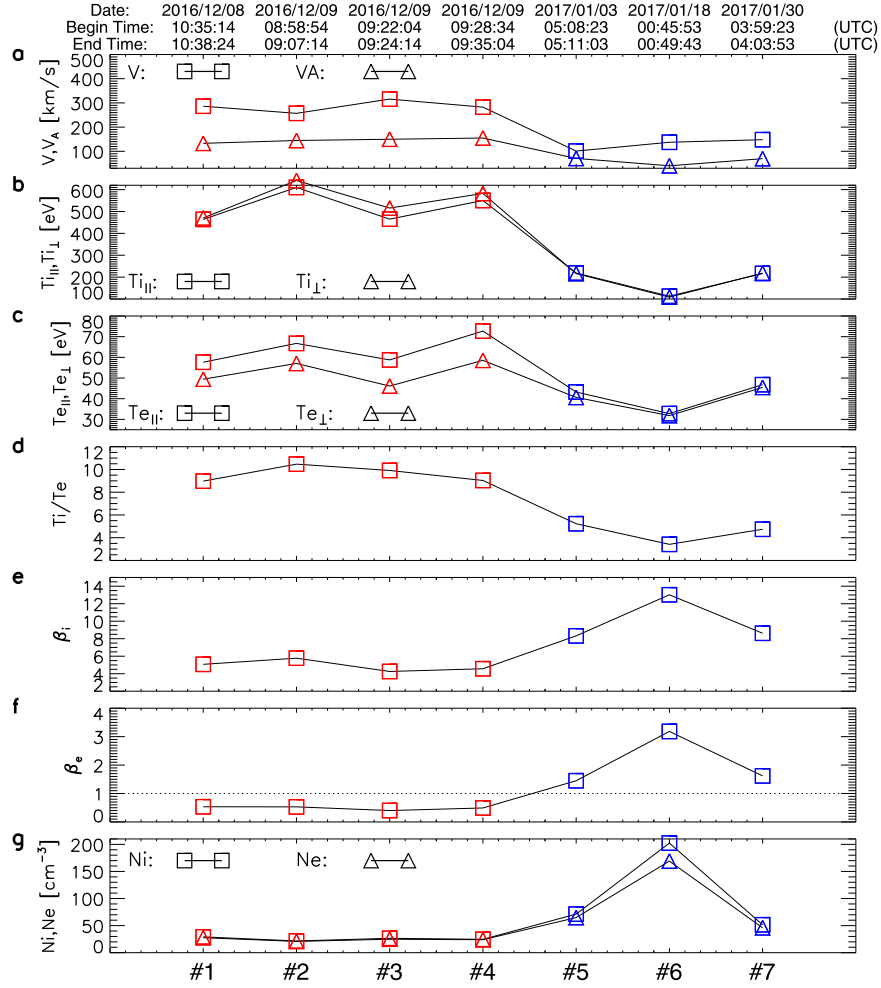 Date: 2016/12/08 2016/12/09 2016/12/09 2016/12/09 2017/01/03 2017/01/18 2017/01/30
Begin Time: 10:35:14 08:58:54 09:22:04 09:28:34 05:08:23 00:45:53 03:59:23 (UTC)
End Time: 10:38:24 09:07:14 09:24:14 09:35:04 05:11:03 00:49:43 04:03:53 (UTC)
a
V,V_A [km/s]
500
400
300
200
100
V: VA:
b
Ti_||,Ti_⊥ [eV]
600
500
400
300
200
100
Ti_||: Ti_⊥:
c
Te_||,Te_⊥ [eV]
80
70
60
50
40
30
Te_||: Te_⊥:
d
Ti/Te
12
10
8
6
4
2
e
β_i
14
12
10
8
6
4
2
f
β_e
4
3
2
1
0
g
Ni,Ne [cm⁻³]
200
150
100
50
0
Ni: Ne:
#1 #2 #3 #4 #5 #6 #7